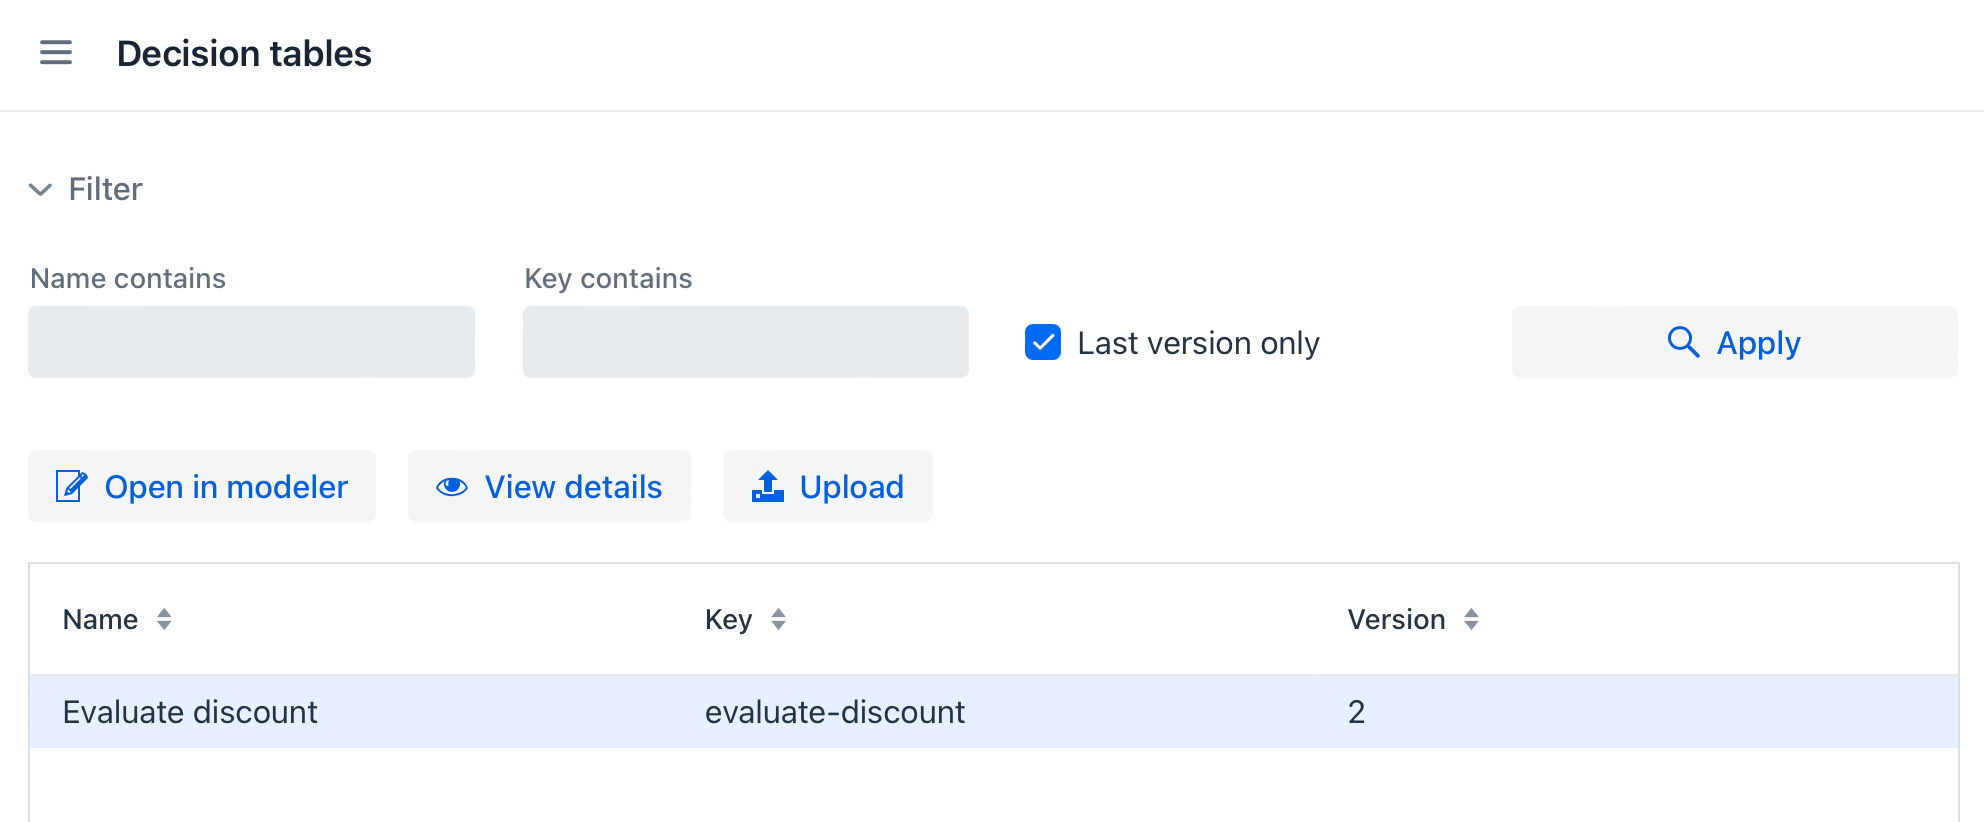 Decision tables
Filter
Name contains
Key contains
Last version only
Apply
Open in modeler
View details
Upload
Name
Key
Version
Evaluate discount
evaluate-discount
2